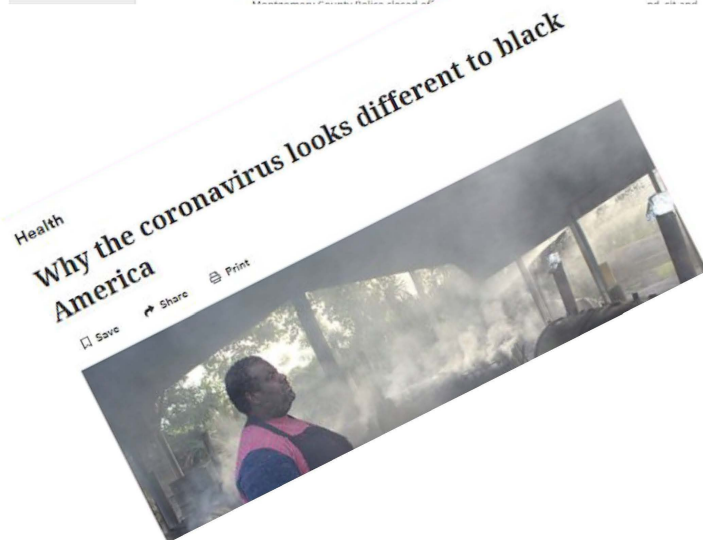 Health
Why the coronavirus looks different to black
America
Save Share Print